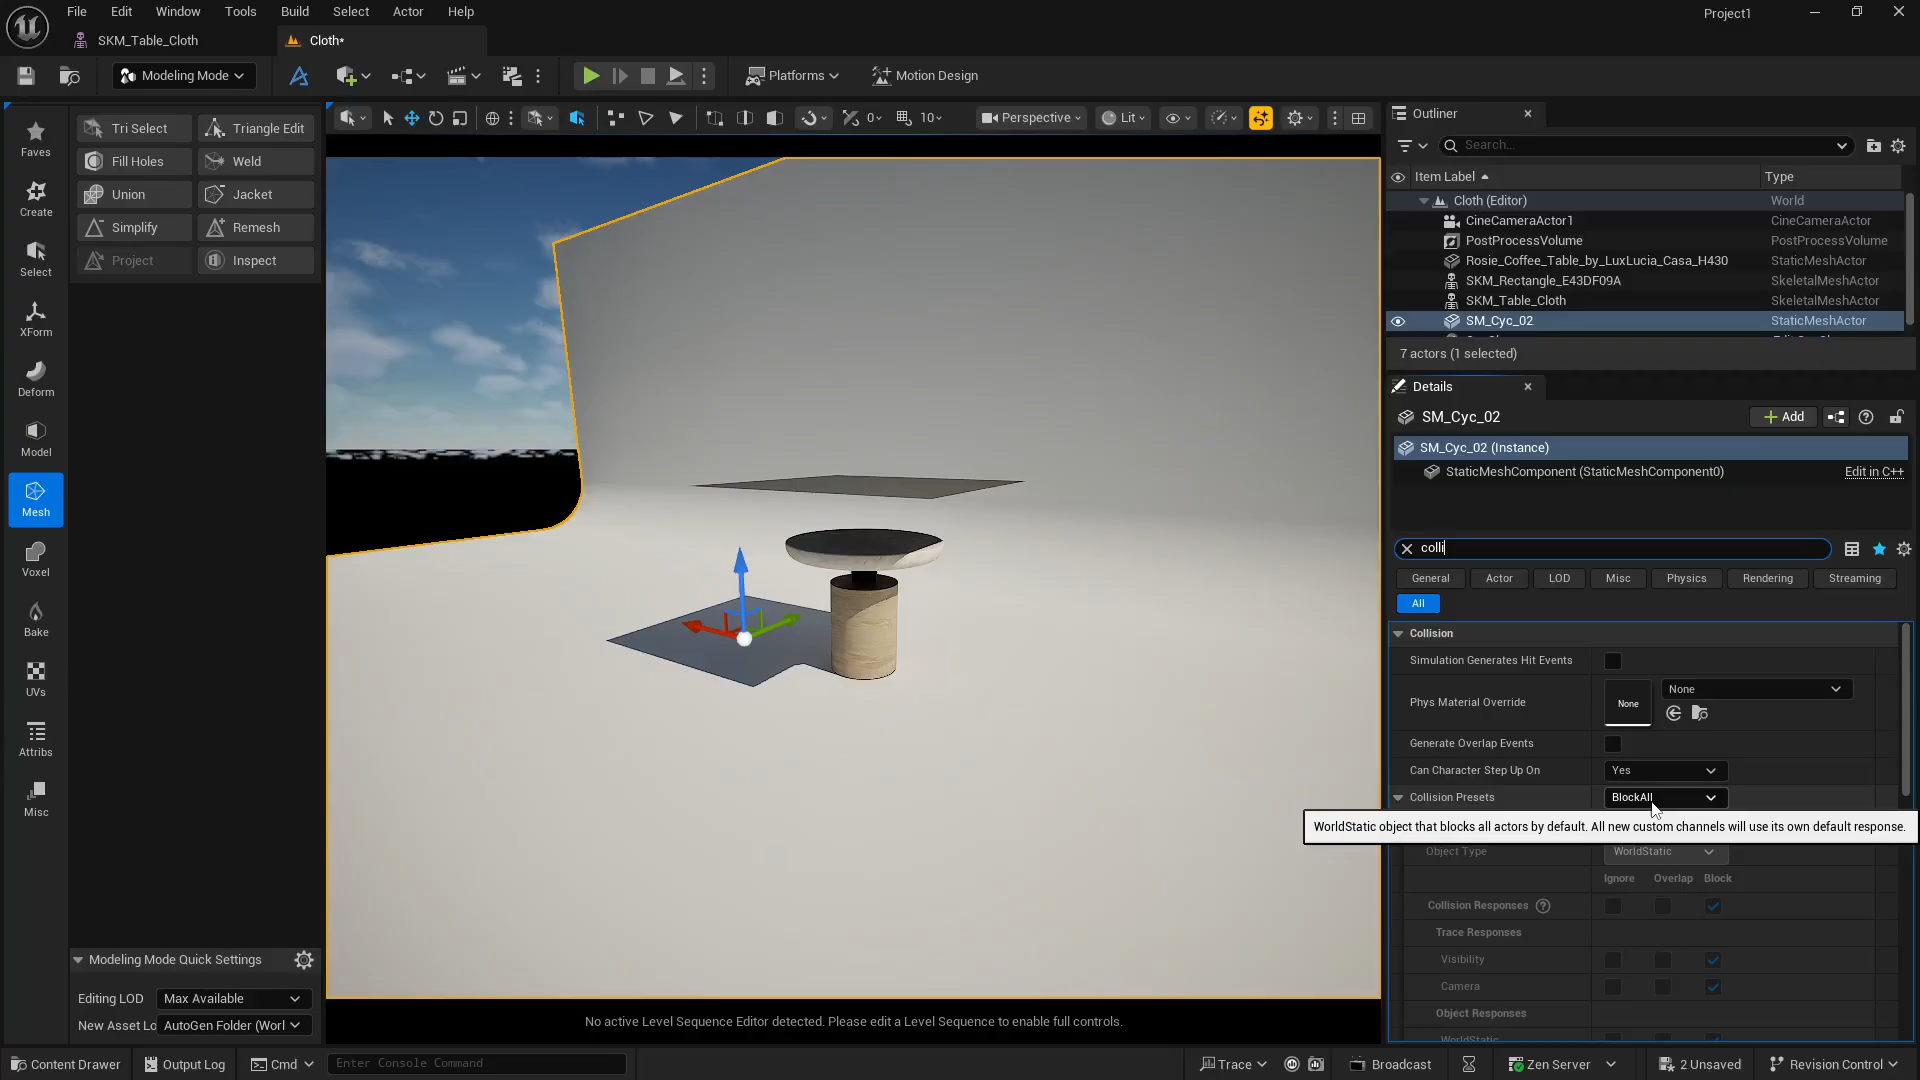 File Edit Window Tools Build Select Actor Help
Project1
SKM_Table_Cloth
Cloth*
Modeling Mode
Platforms
Motion Design
Faves
Create
Select
XForm
Deform
Model
Mesh
Voxel
Bake
UVs
Attribs
Misc
Tri Select Triangle Edit
Fill Holes Weld
Union Jacket
Simplify Remesh
Project Inspect
Modeling Mode Quick Settings
Editing LOD Max Available
New Asset Lo AutoGen Folder (Worl
0 10 Perspective Lit
No active Level Sequence Editor detected. Please edit a Level Sequence to enable full controls.
Outliner
Search...
Item Label Type
Cloth (Editor) World
CineCameraActor1 CineCameraActor
PostProcessVolume PostProcessVolume
Rosie_Coffee_Table_by_LuxLucia_Casa_H430 StaticMeshActor
SKM_Rectangle_E43DF09A SkeletalMeshActor
SKM_Table_Cloth SkeletalMeshActor
SM_Cyc_02 StaticMeshActor
7 actors (1 selected)
Details
SM_Cyc_02
Add
SM_Cyc_02 (Instance)
StaticMeshComponent (StaticMeshComponent0) Edit in C++
colli
General Actor LOD Misc Physics Rendering Streaming
All
Collision
Simulation Generates Hit Events
Phys Material Override None None
Generate Overlap Events
Can Character Step Up On Yes
Collision Presets BlockAll
WorldStatic object that blocks all actors by default. All new custom channels will use its own default response.
Object Type WorldStatic
Ignore Overlap Block
Collision Responses
Trace Responses
Visibility
Camera
Object Responses
WorldStatic
Content Drawer Output Log Cmd Enter Console Command
Trace Broadcast Zen Server 2 Unsaved Revision Control